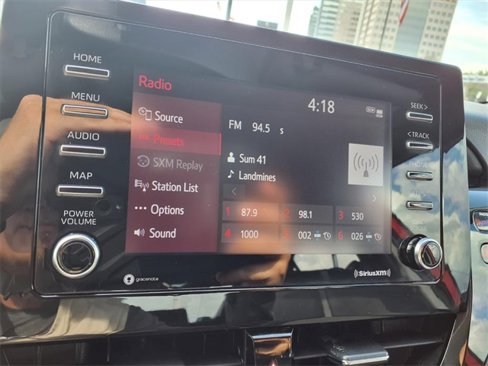 HOME
MENU
AUDIO
MAP
POWER
VOLUME
Radio
4:18
Source
Presets
SXM Replay
Station List
Options
Sound
FM 94.5 s
Sum 41
Landmines
1 87.9 2 98.1 3 530
4 1000 5 002 6 026
SEEK>
<TRACK
PHONE
gracenote
((SiriusXM))